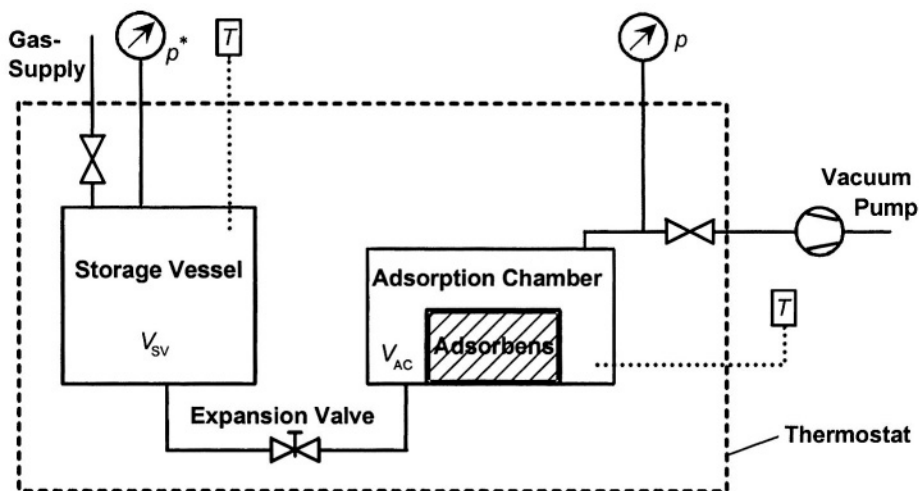 Gas-
Supply
p*
T
p
Vacuum
Pump
Storage Vessel
V_SV
Adsorption Chamber
V_AC
Adsorbens
T
Expansion Valve
Thermostat